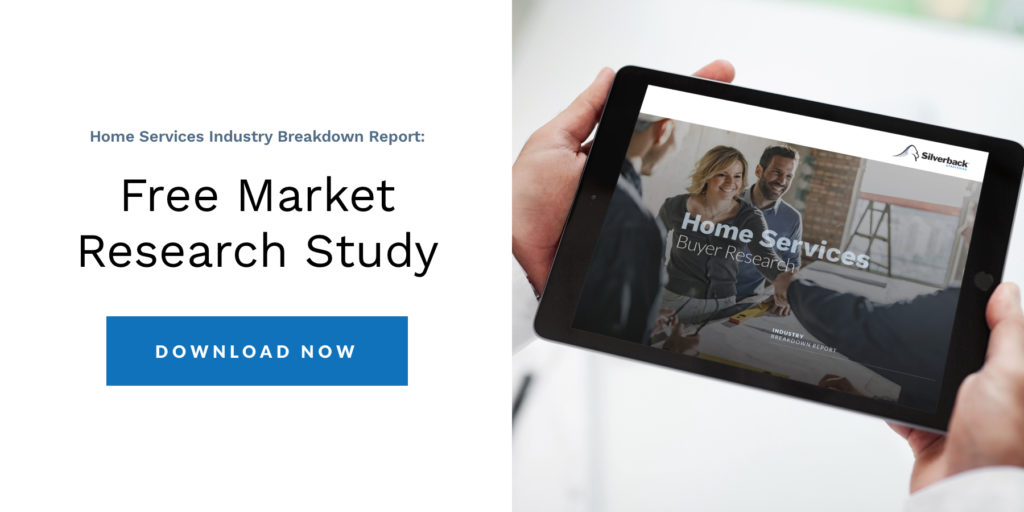 Home Services Industry Breakdown Report:
Free Market
Research Study
DOWNLOAD NOW
Silverback
Home Services
Buyer Research
INDUSTRY
BREAKDOWN REPORT